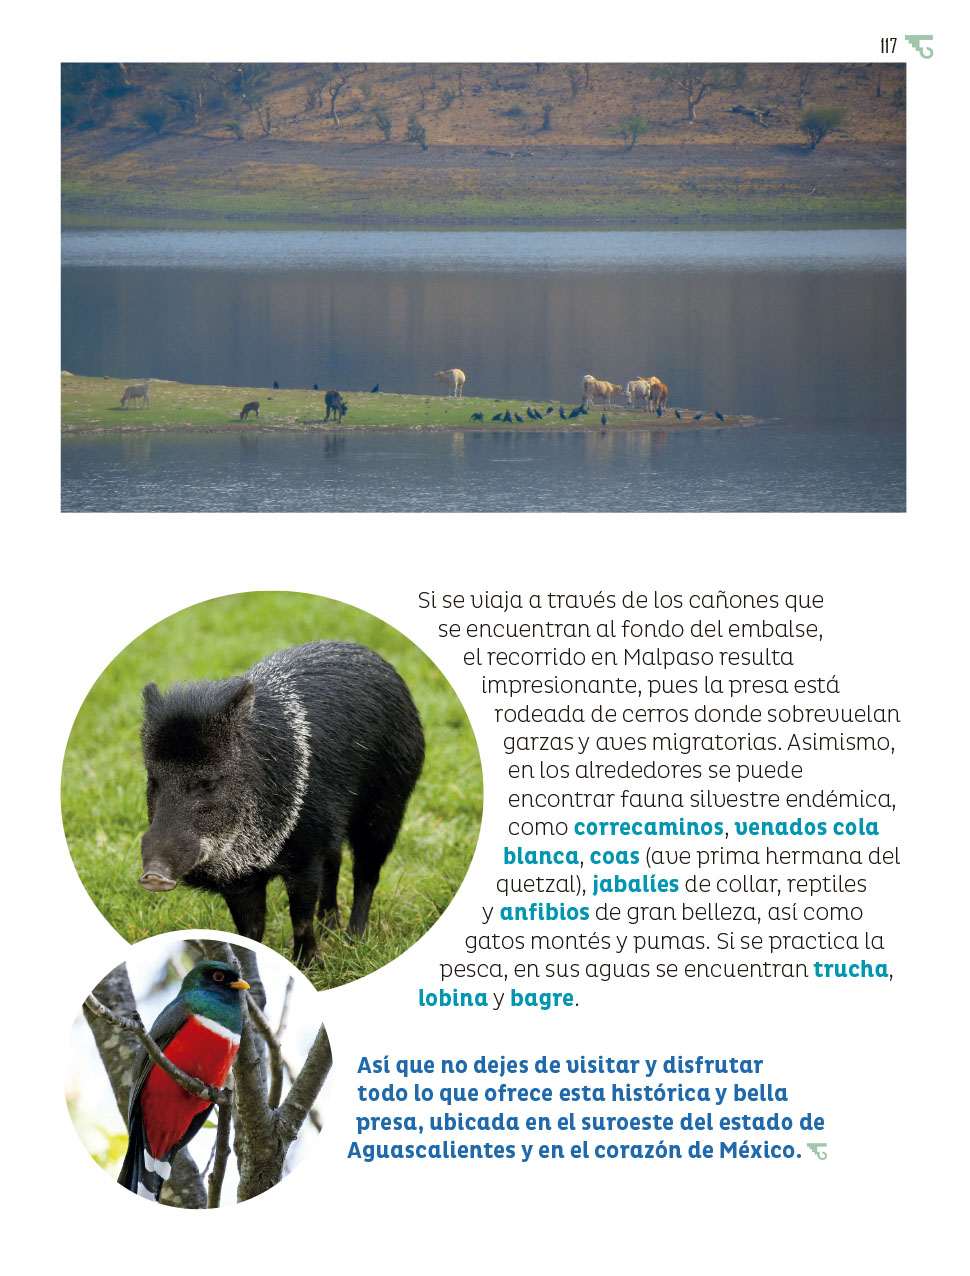 117
Si se viaja a través de los cañones que
se encuentran al fondo del embalse,
el recorrido en Malpaso resulta
impresionante, pues la presa está
rodeada de cerros donde sobrevuelan
garzas y aves migratorias. Asimismo,
en los alrededores se puede
encontrar fauna silvestre endémica,
como correcaminos, venados cola
blanca, coas (ave prima hermana del
quetzal), jabalíes de collar, reptiles
y anfibios de gran belleza, así como
gatos montés y pumas. Si se practica la
pesca, en sus aguas se encuentran trucha,
lobina y bagre.
Así que no dejes de visitar y disfrutar
todo lo que ofrece esta histórica y bella
presa, ubicada en el suroeste del estado de
Aguascalientes y en el corazón de México.